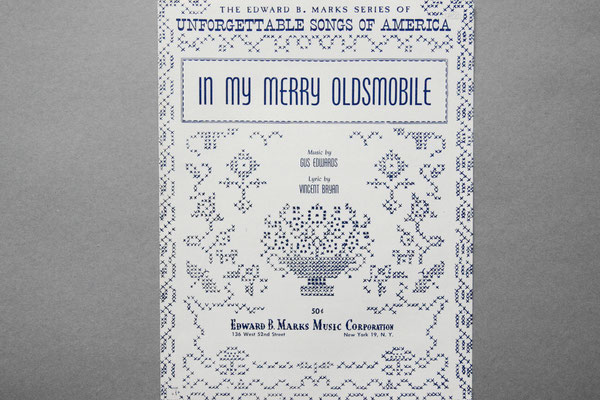 THE EDWARD B. MARKS SERIES OF
UNFORGETTABLE SONGS OF AMERICA
IN MY MERRY OLDSMOBILE
Music by
GUS EDWARDS
Lyric by
VINCENT BRYAN
50¢
EDWARD B. MARKS MUSIC CORPORATION
136 West 52nd Street New York 19, N. Y.